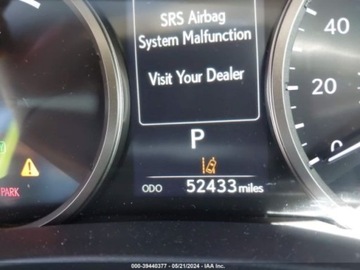 SRS Airbag
System Malfunction
Visit Your Dealer
40
20
0
P
PARK
ODO 52433 miles
000-39440377 — 05/21/2024 — IAA Inc.